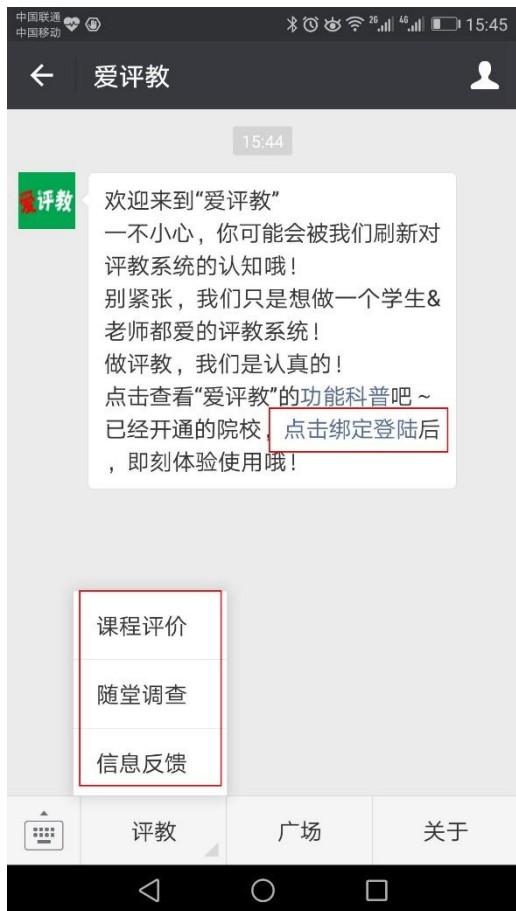 中国联通
中国移动
26 46 15:45
爱评教
15:44
爱评教
欢迎来到“爱评教”
一不小心，你可能会被我们刷新对
评教系统的认知哦！
别紧张，我们只是想做一个学生&
老师都爱的评教系统！
做评教，我们是认真的！
点击查看“爱评教”的功能科普吧～
已经开通的院校，点击绑定登陆后
，即刻体验使用哦！
课程评价
随堂调查
信息反馈
评教 广场 关于